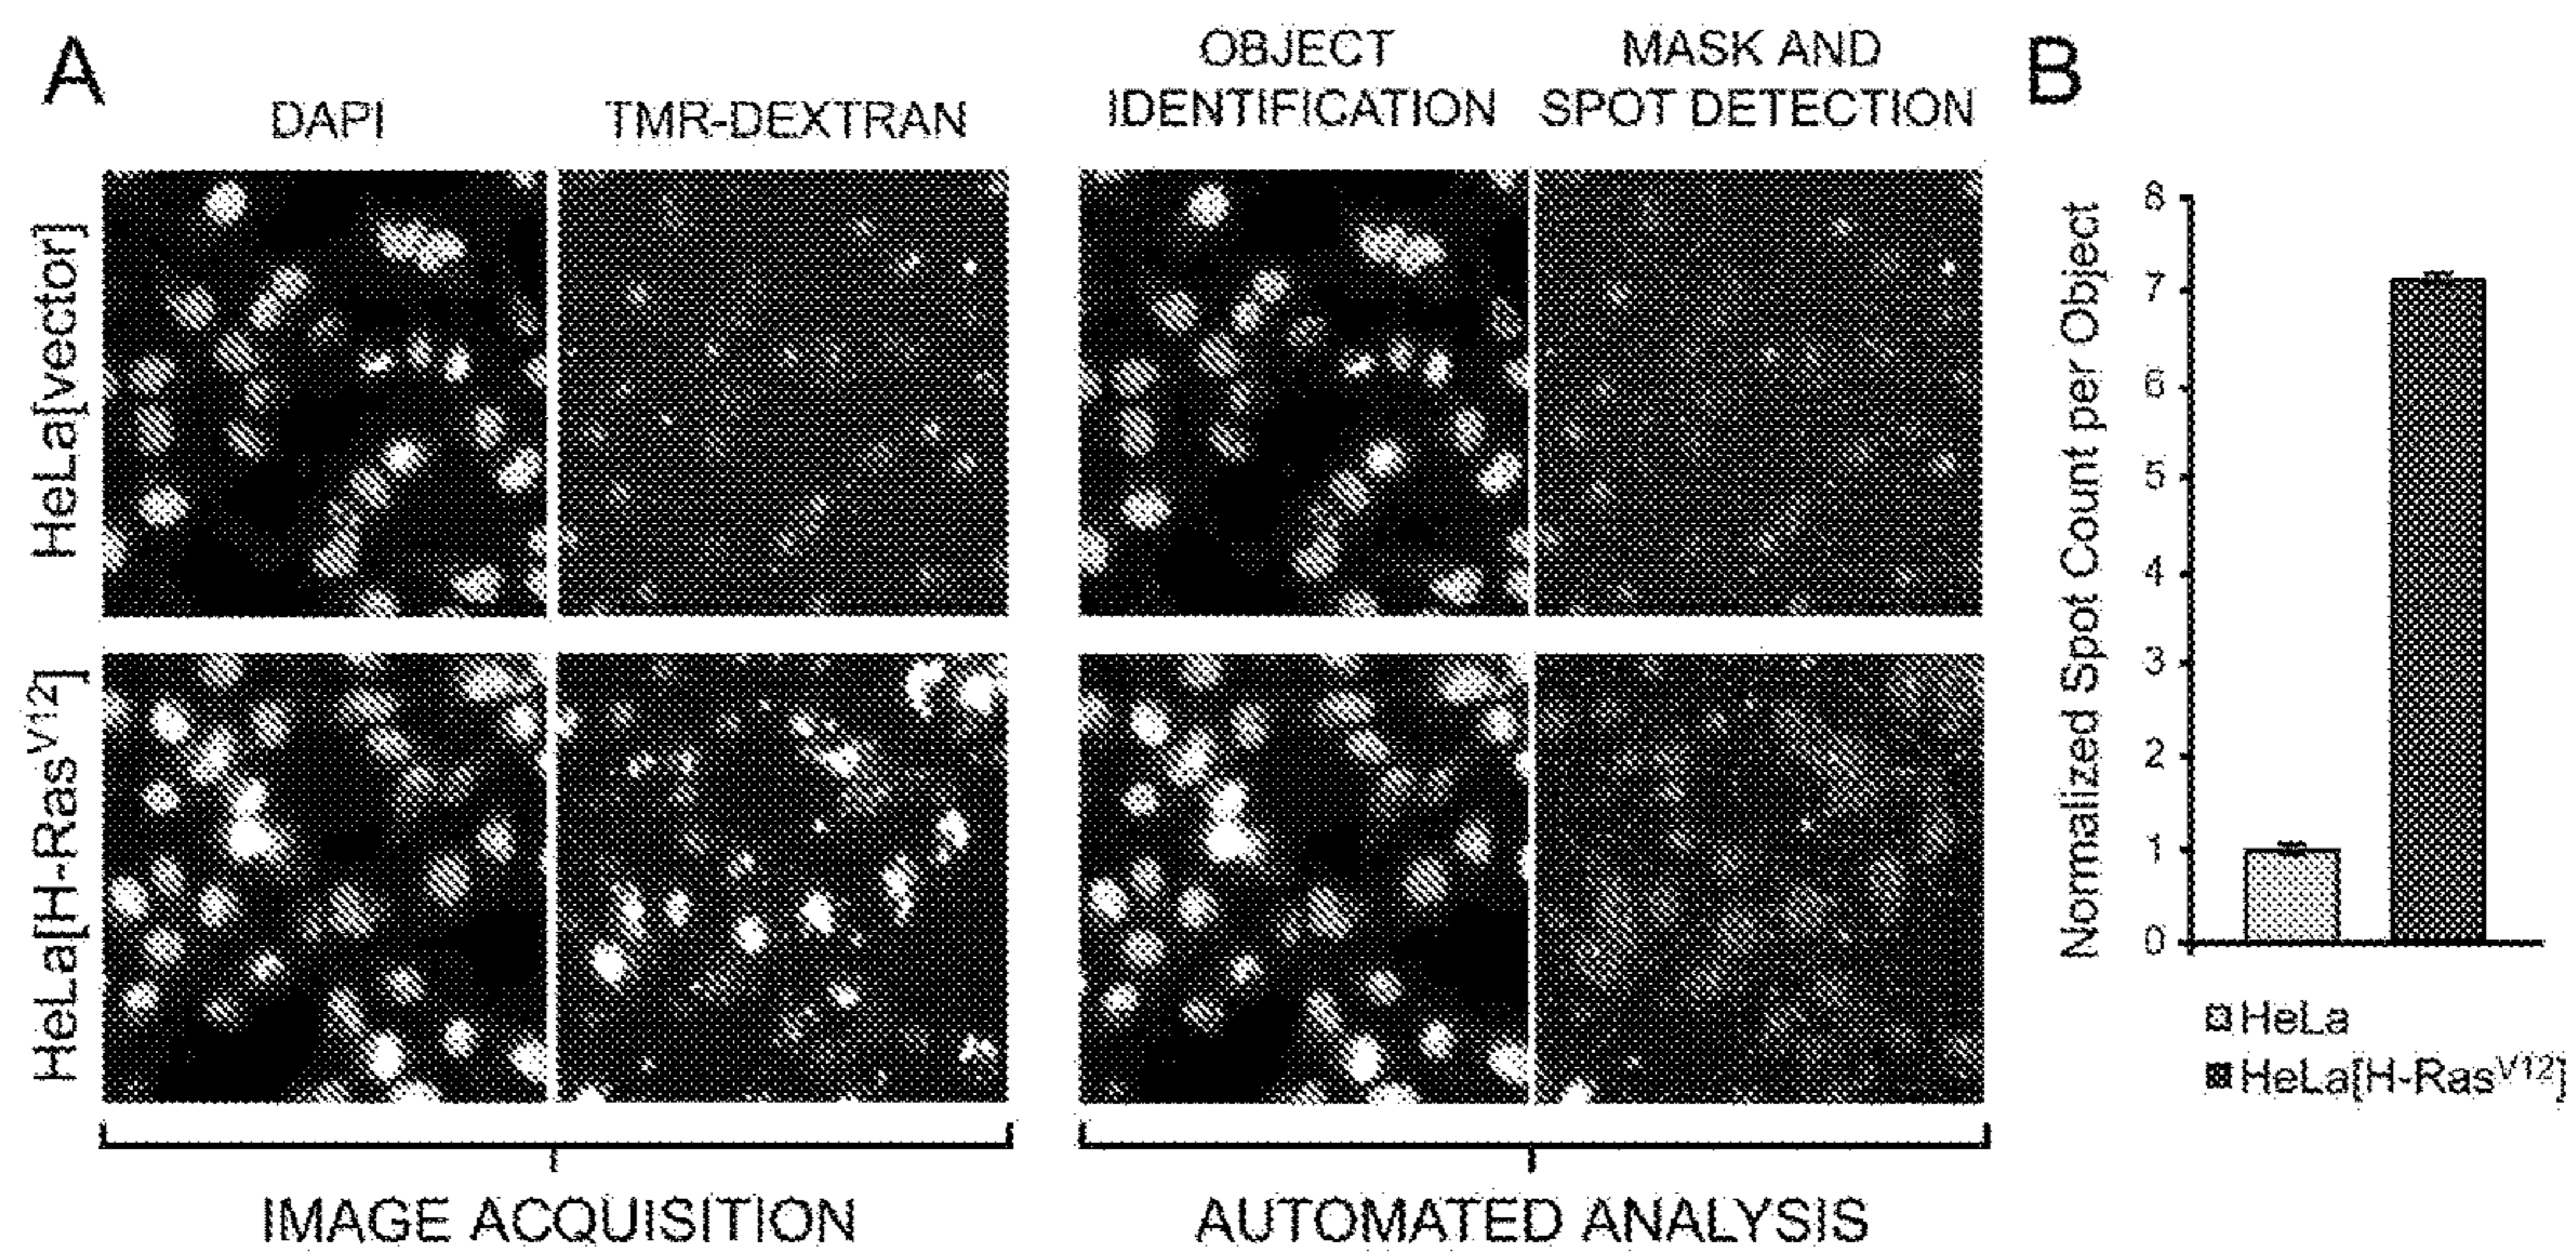 A
DAPI
TMR-DEXTRAN
OBJECT
IDENTIFICATION
MASK AND
SPOT DETECTION
HeLa[vector]
HeLa[H-Ras^V12]
IMAGE ACQUISITION
AUTOMATED ANALYSIS
B
Normalized Spot Count per Object
8
7
6
5
4
3
2
1
0
HeLa
HeLa[H-Ras^V12]